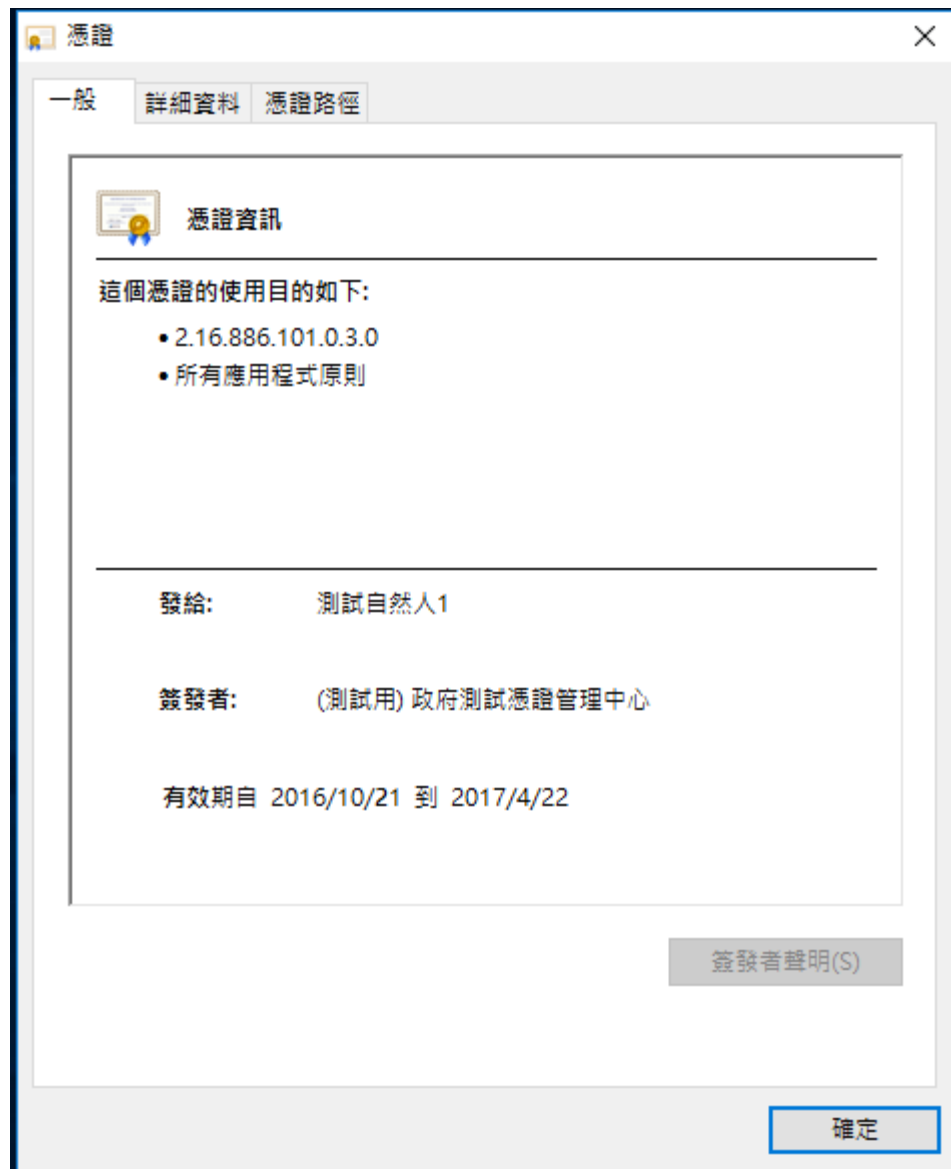 憑證
一般 詳細資料 憑證路徑
憑證資訊
這個憑證的使用目的如下:
• 2.16.886.101.0.3.0
• 所有應用程式原則
發給: 測試自然人1
簽發者: (測試用) 政府測試憑證管理中心
有效期自 2016/10/21 到 2017/4/22
簽發者聲明(S)
確定